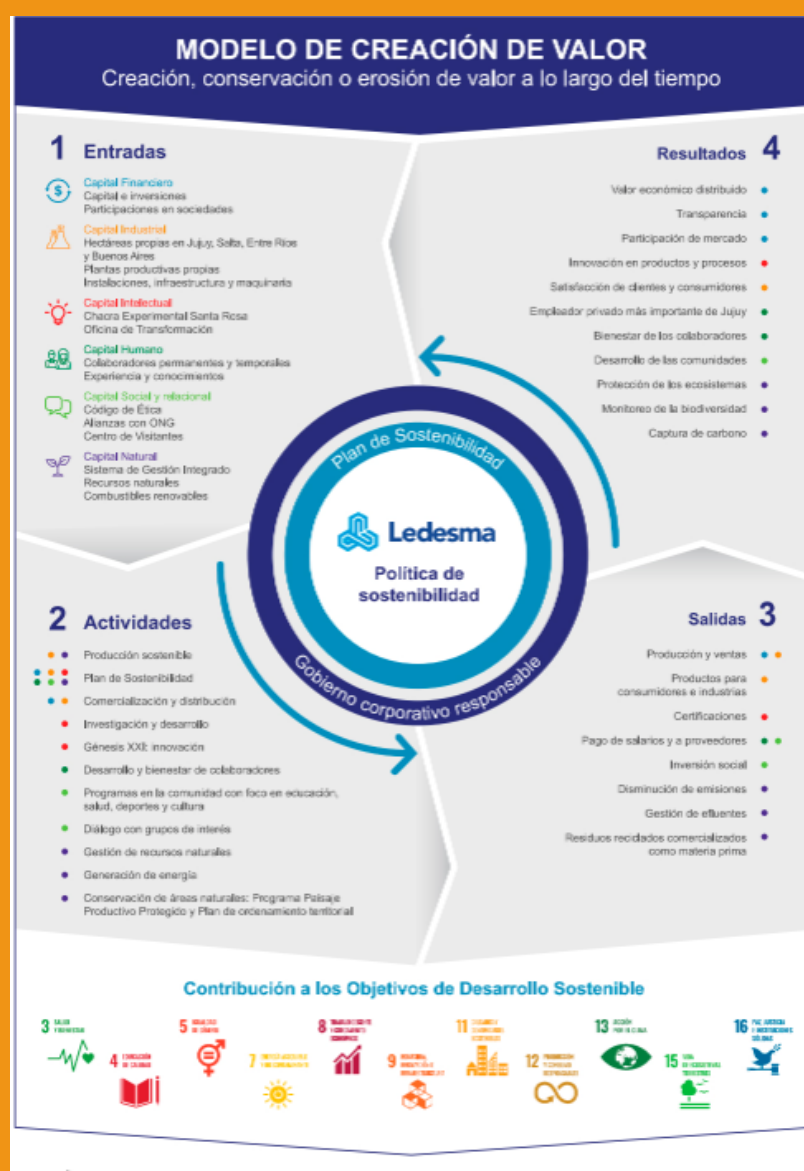 MODELO DE CREACIÓN DE VALOR
Creación, conservación o erosión de valor a lo largo del tiempo
1 Entradas
Capital Financiero
Capital e inversiones
Participaciones en sociedades
Capital Industrial
Hectáreas propias en Jujuy, Salta, Entre Ríos
y Buenos Aires
Plantas productivas propias
Instalaciones, infraestructura y maquinaria
Capital Intelectual
Chacra Experimental Santa Rosa
Oficina de Transformación
Capital Humano
Colaboradores permanentes y temporales
Experiencia y conocimientos
Capital Social y relacional
Código de Ética
Alianzas con ONG
Centro de Visitantes
Capital Natural
Sistema de Gestión Integrado
Recursos naturales
Combustibles renovables
2 Actividades
Producción sostenible
Plan de Sostenibilidad
Comercialización y distribución
Investigación y desarrollo
Génesis XXI: innovación
Desarrollo y bienestar de colaboradores
Programas en la comunidad con foco en educación,
salud, deportes y cultura
Diálogo con grupos de interés
Gestión de recursos naturales
Generación de energía
Conservación de áreas naturales: Programa Paisaje
Productivo Protegido y Plan de ordenamiento territorial
Plan de Sostenibilidad
Ledesma
Política de
sostenibilidad
Gobierno corporativo responsable
Salidas 3
Producción y ventas
Productos para
consumidores e industrias
Certificaciones
Pago de salarios y a proveedores
Inversión social
Disminución de emisiones
Gestión de efluentes
Residuos reciclados comercializados
como materia prima
Resultados 4
Valor económico distribuido
Transparencia
Participación de mercado
Innovación en productos y procesos
Satisfacción de clientes y consumidores
Empleador privado más importante de Jujuy
Bienestar de los colaboradores
Desarrollo de las comunidades
Protección de los ecosistemas
Monitoreo de la biodiversidad
Captura de carbono
Contribución a los Objetivos de Desarrollo Sostenible
3
4
5
7
8
9
11
12
13
15
16